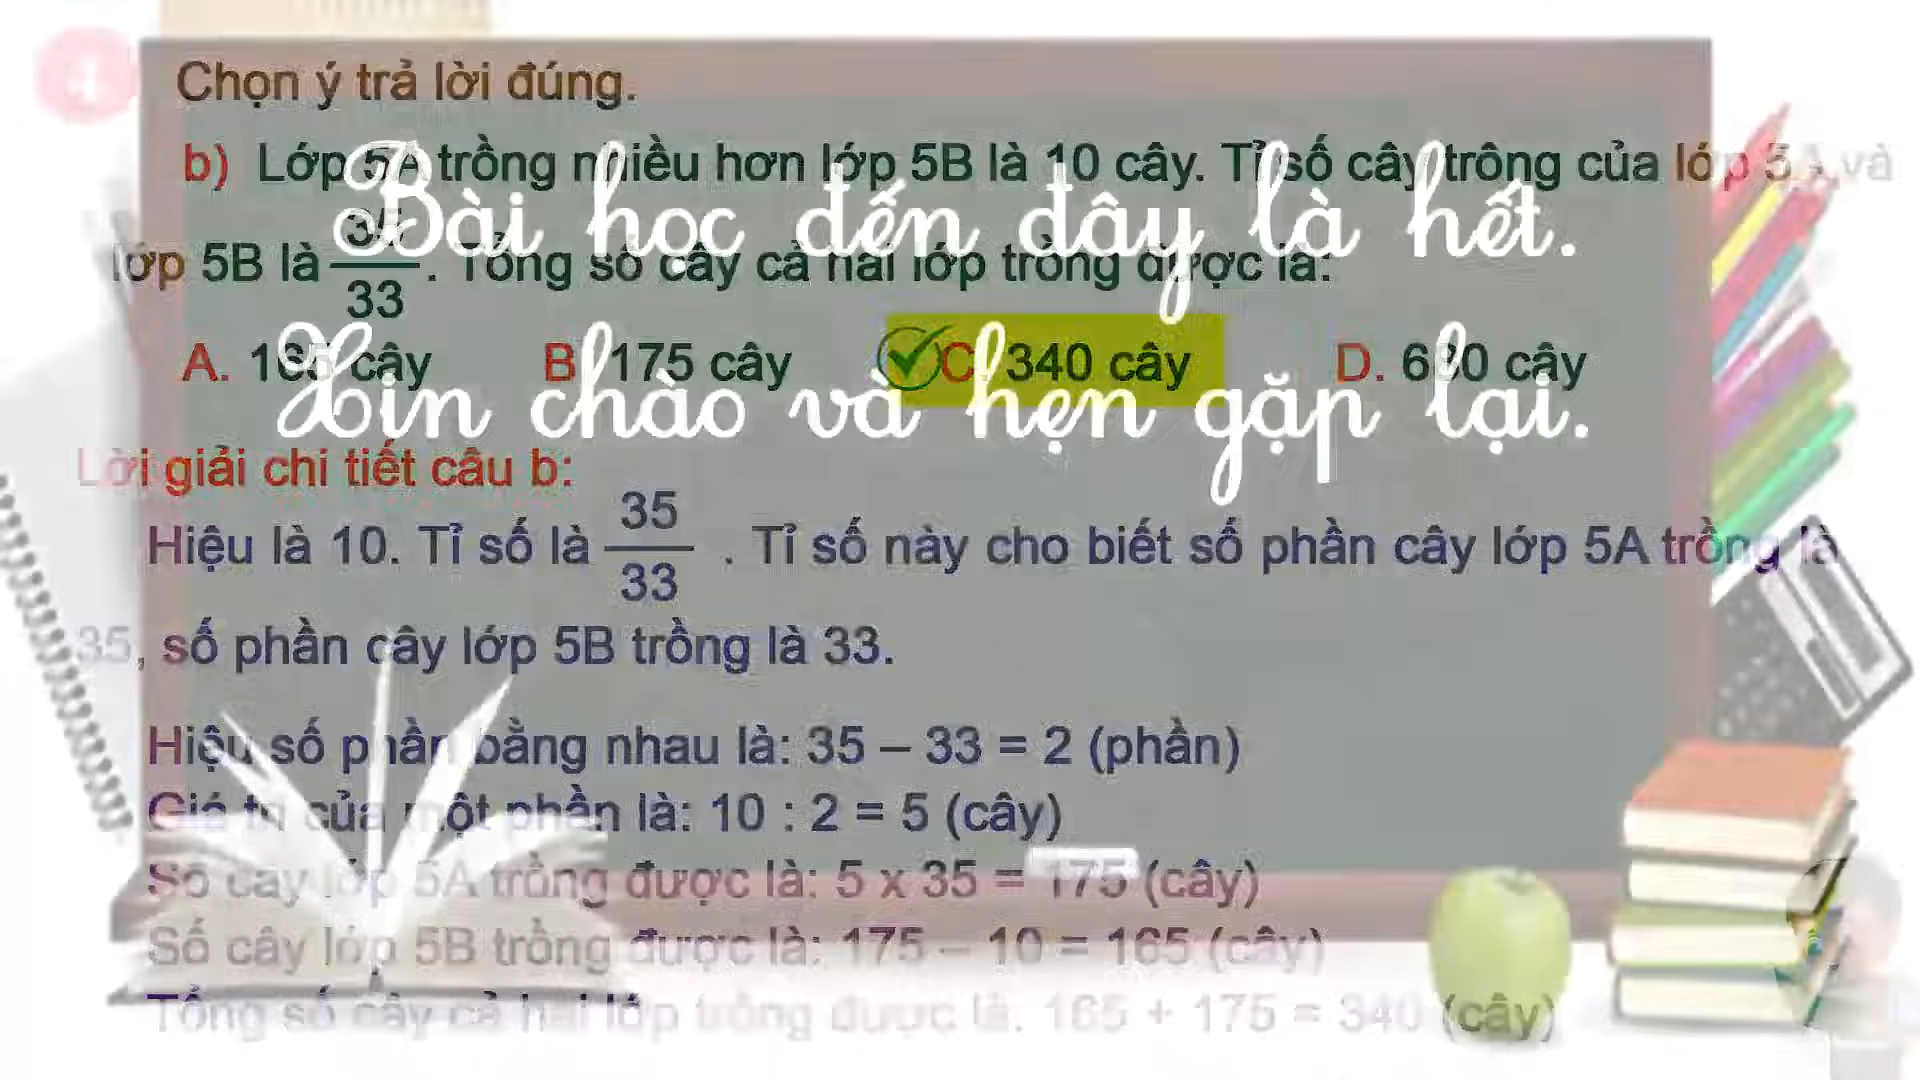 4
Chọn ý trả lời đúng.
b) Lớp 5A trồng nhiều hơn lớp 5B là 10 cây. Tỉ số cây trồng của lớp 5A và
lớp 5B là 35/33. Tổng số cây cả hai lớp trồng được là:
A. 165 cây B. 175 cây C. 340 cây D. 680 cây
Bài học đến đây là hết.
Xin chào và hẹn gặp lại.
Lời giải chi tiết câu b:
Hiệu là 10. Tỉ số là 35/33. Tỉ số này cho biết số phần cây lớp 5A trồng là
35, số phần cây lớp 5B trồng là 33.
Hiệu số phần bằng nhau là: 35 – 33 = 2 (phần)
Giá trị của một phần là: 10 : 2 = 5 (cây)
Số cây lớp 5A trồng được là: 5 x 35 = 175 (cây)
Số cây lớp 5B trồng được là: 175 – 10 = 165 (cây)
Tổng số cây cả hai lớp trồng được là: 165 + 175 = 340 (cây)